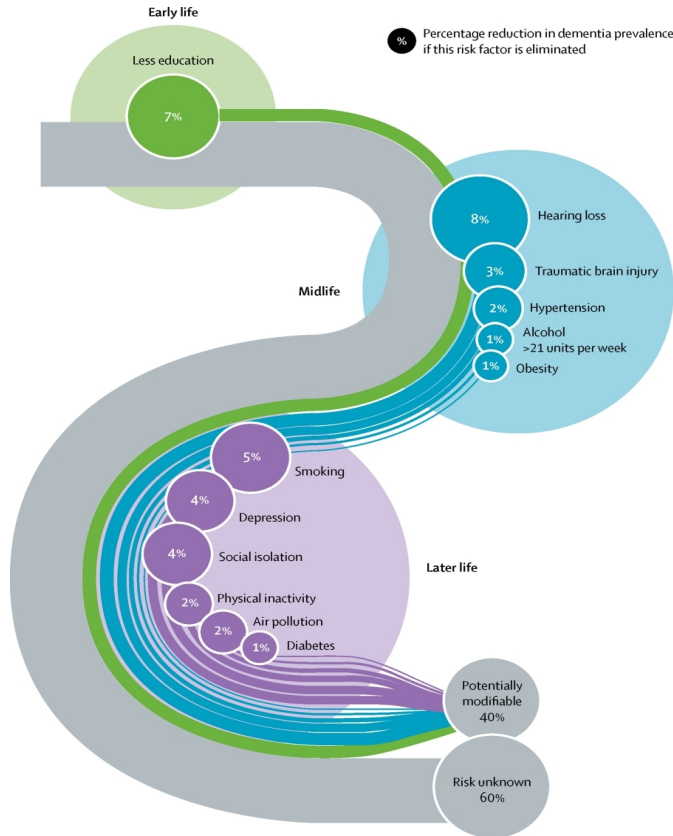 Early life
% Percentage reduction in dementia prevalence
if this risk factor is eliminated
Less education
7%
8%
Hearing loss
3%
Traumatic brain injury
Midlife
2%
Hypertension
1%
Alcohol
>21 units per week
1%
Obesity
5%
Smoking
4%
Depression
4%
Social isolation
Later life
2%
Physical inactivity
2%
Air pollution
1%
Diabetes
Potentially
modifiable
40%
Risk unknown
60%